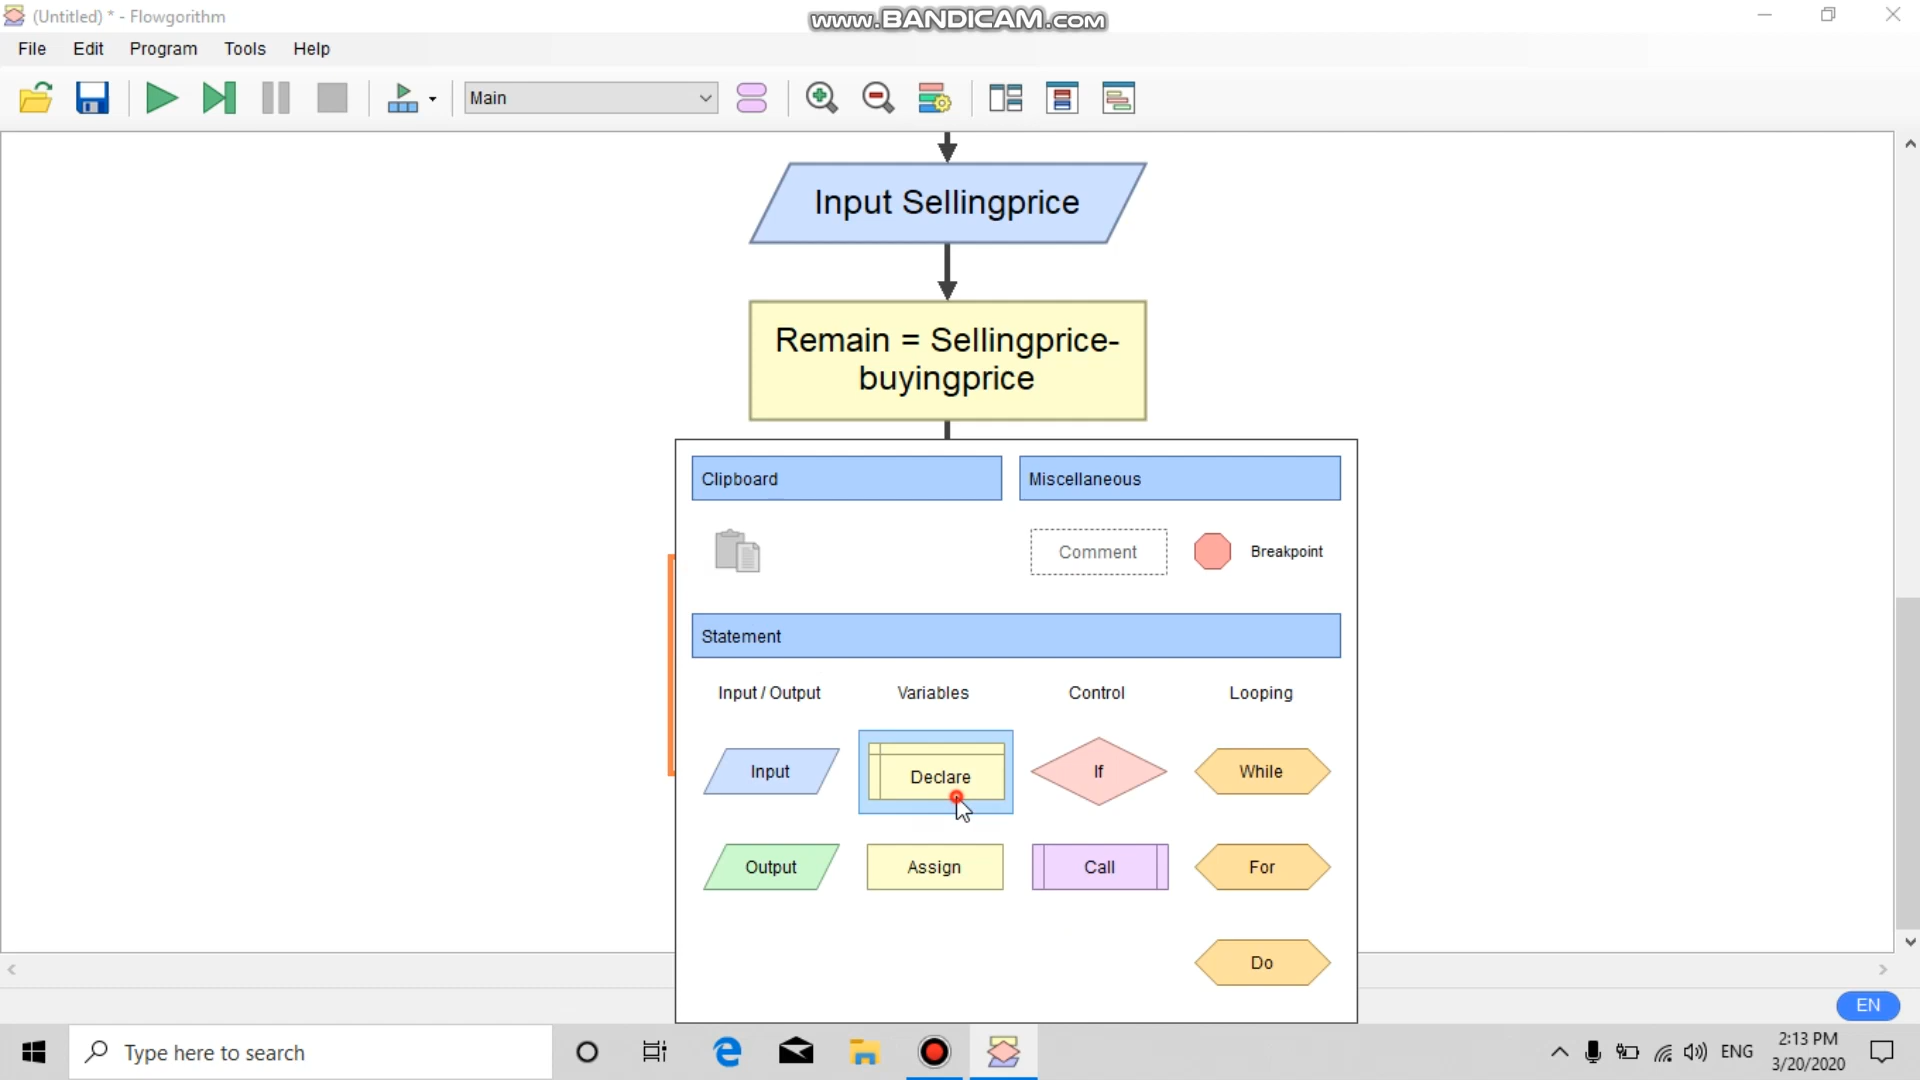 (Untitled) * - Flowgorithm
www.BANDICAM.com
File Edit Program Tools Help
Main
Input Sellingprice
Remain = Sellingprice-
buyingprice
Clipboard
Miscellaneous
Comment
Breakpoint
Statement
Input / Output
Variables
Control
Looping
Input
Declare
If
While
Output
Assign
Call
For
Do
EN
Type here to search
ENG
2:13 PM
3/20/2020